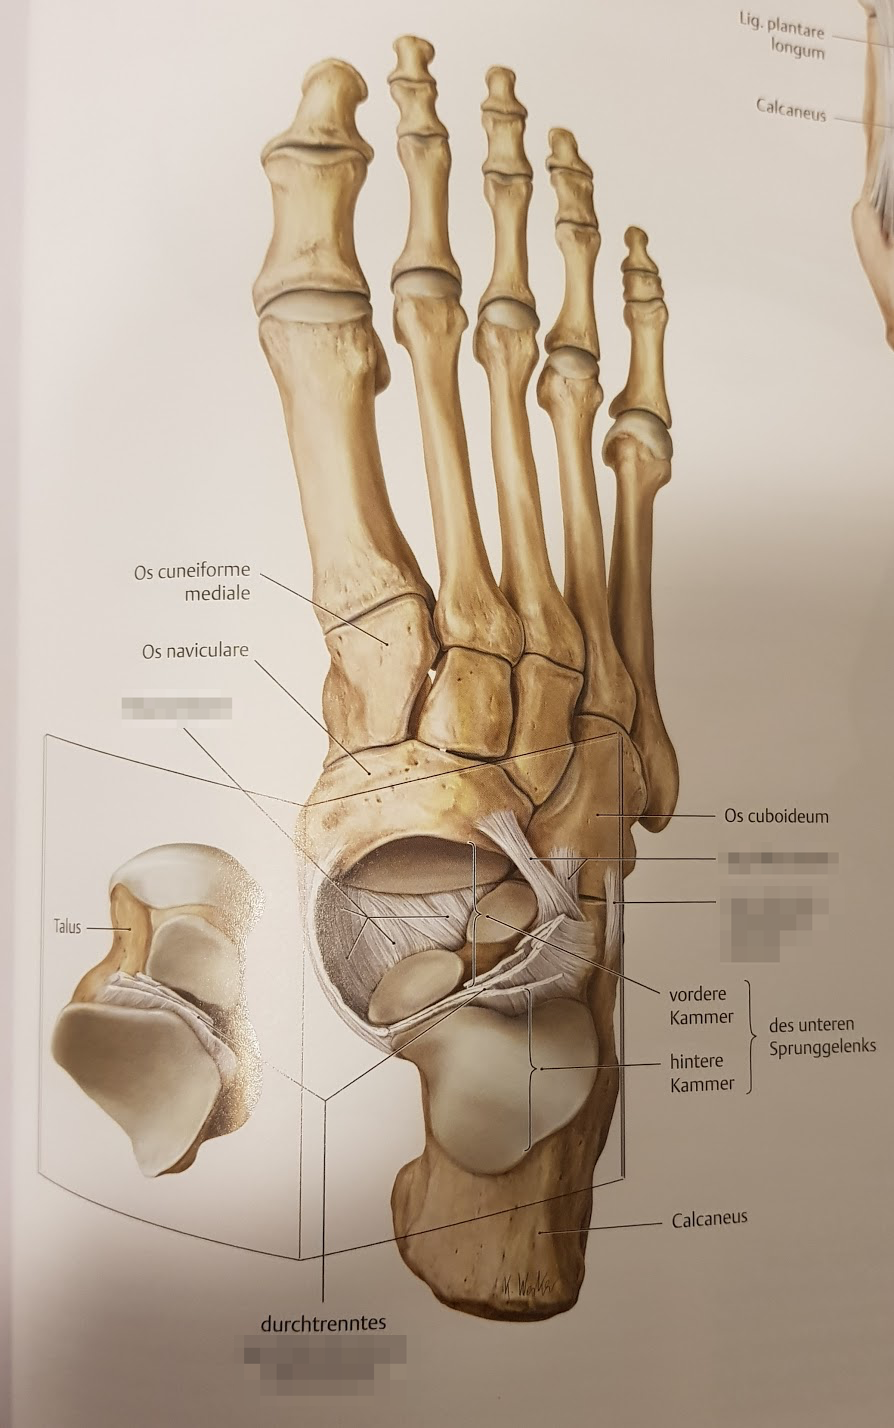 Lig. plantare
longum
Calcaneus
Os cuneiforme
mediale
Os naviculare
Os cuboideum
Talus
vordere
Kammer
des unteren
Sprunggelenks
hintere
Kammer
Calcaneus
durchtrenntes